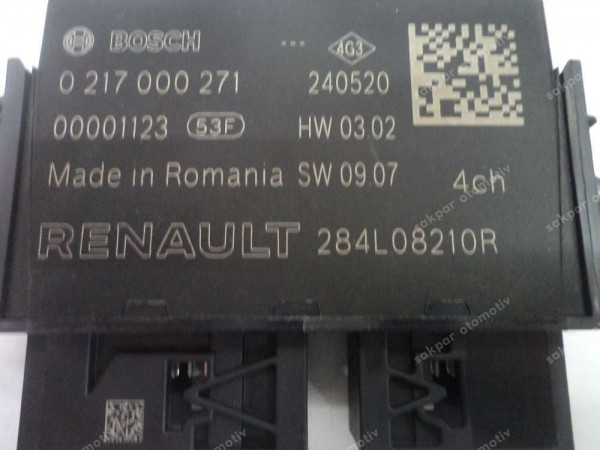 BOSCH --- 4G3
0 217 000 271 240520
00001123 53F HW 03.02
Made in Romania SW 09.07 4ch
RENAULT 284L08210R
sakpar otomotiv